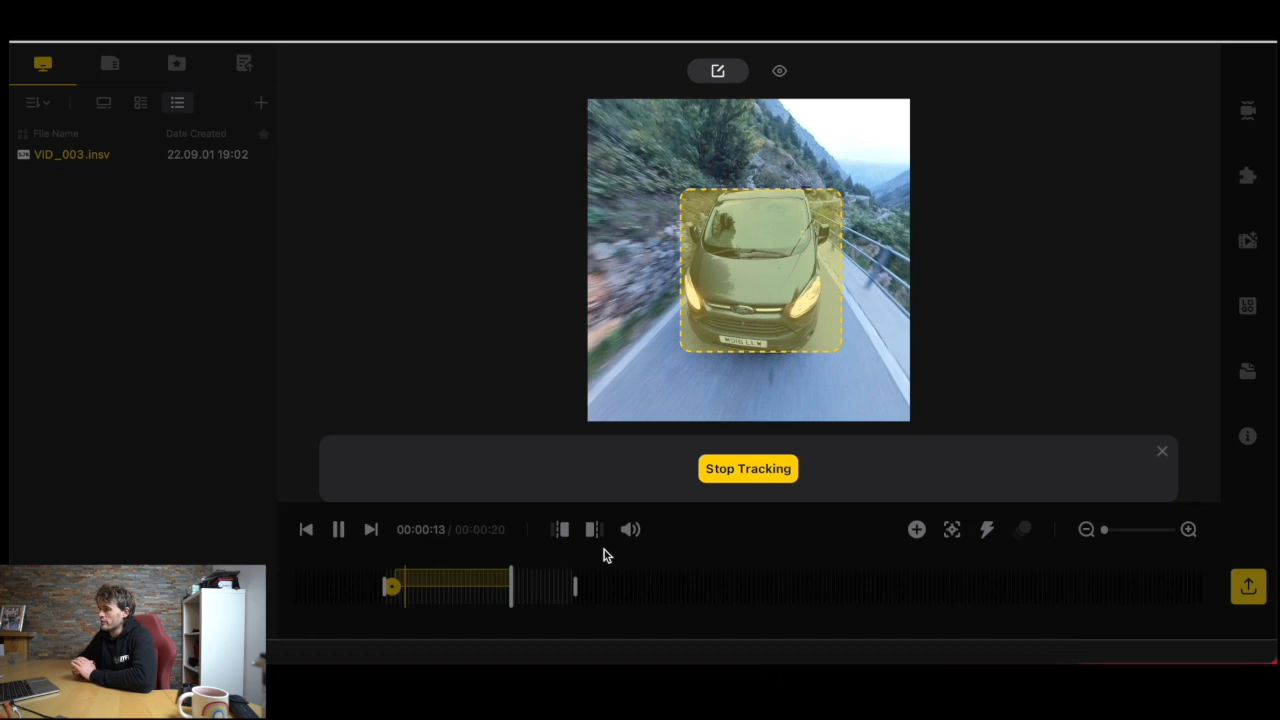 File Name Date Created
VID_003.insv 22.09.01 19:02
Stop Tracking
00:00:13 / 00:00:20